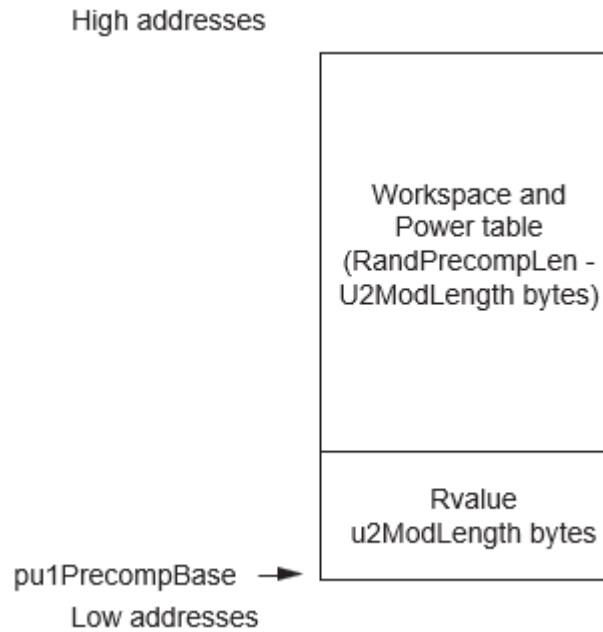 High addresses
Workspace and
Power table
(RandPrecompLen -
U2ModLength bytes)
Rvalue
u2ModLength bytes
pu1PrecompBase
Low addresses